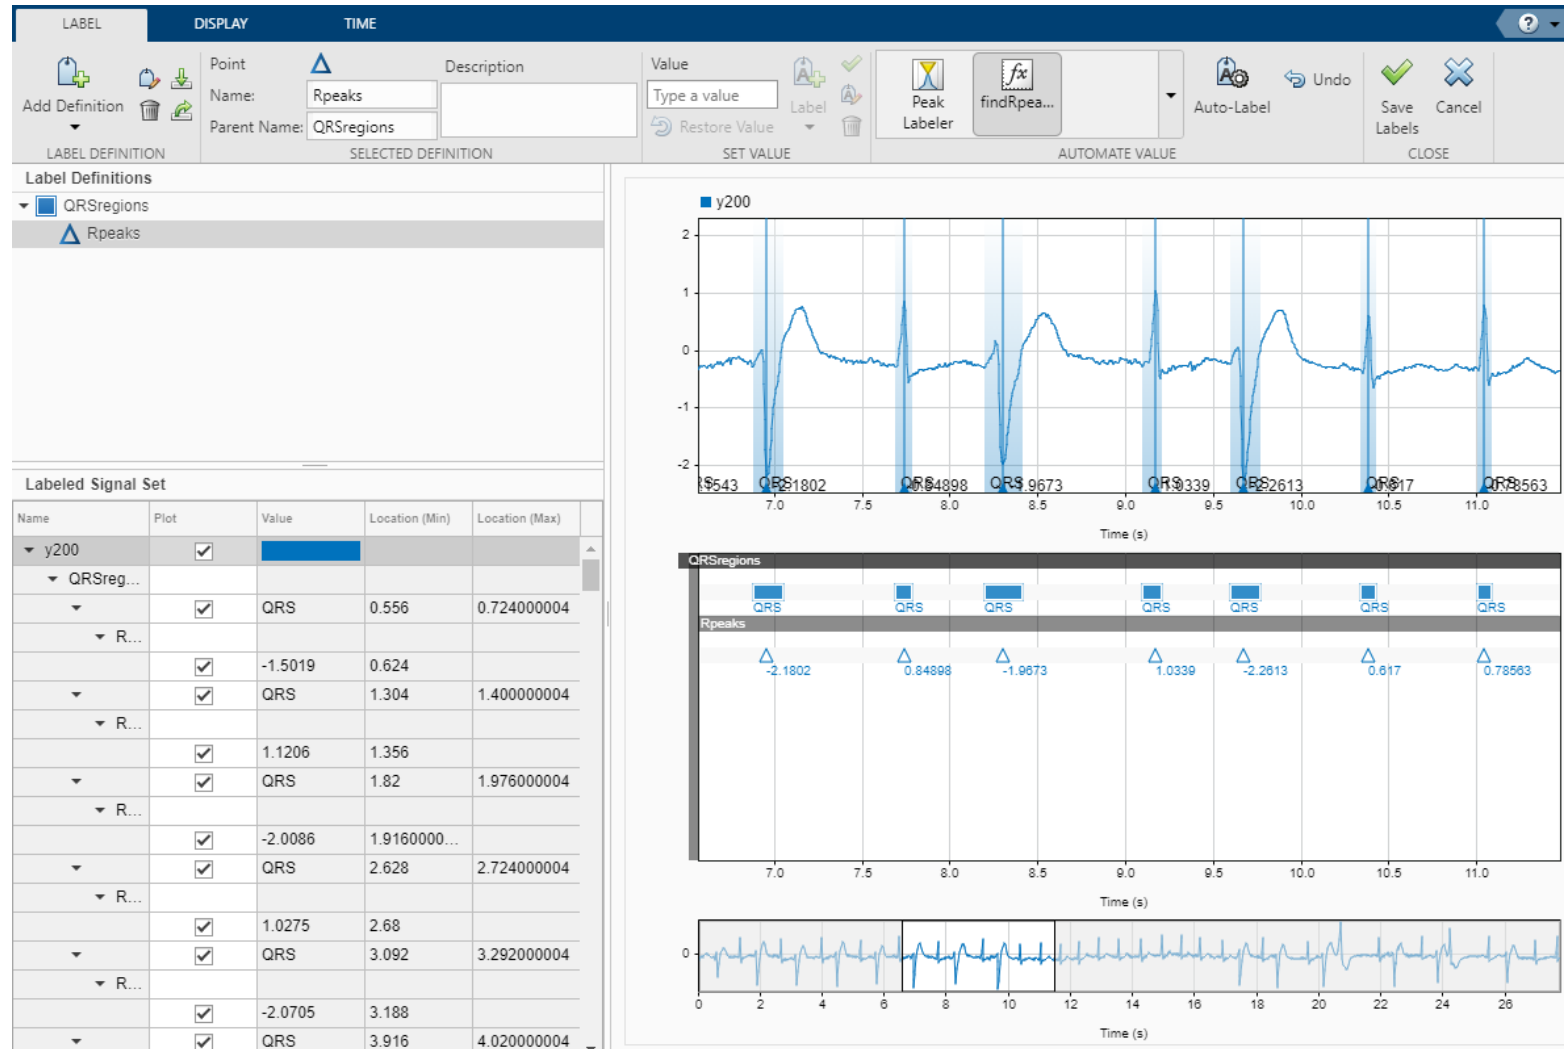 LABEL DISPLAY TIME ?
Add Definition
LABEL DEFINITION
Point Description
Name: Rpeaks
Parent Name: QRSregions
SELECTED DEFINITION
Value
Type a value
Restore Value
Label
SET VALUE
Peak Labeler
fx
findRpea...
Auto-Label
AUTOMATE VALUE
Undo
Save Labels
Cancel
CLOSE
Label Definitions
QRSregions
Rpeaks
Labeled Signal Set
Name Plot Value Location (Min) Location (Max)
y200
QRSreg...
QRS 0.556 0.724000004
R...
-1.5019 0.624
QRS 1.304 1.400000004
R...
1.1206 1.356
QRS 1.82 1.976000004
R...
-2.0086 1.9160000...
QRS 2.628 2.724000004
R...
1.0275 2.68
QRS 3.092 3.292000004
R...
-2.0705 3.188
QRS 3.916 4.020000004
y200
2
1
0
-1
-2
7.0 7.5 8.0 8.5 9.0 9.5 10.0 10.5 11.0
Time (s)
QRSregions
QRS QRS QRS QRS QRS QRS QRS
Rpeaks
-2.1802 0.84898 -1.9673 1.0339 -2.2613 0.617 0.78563
7.0 7.5 8.0 8.5 9.0 9.5 10.0 10.5 11.0
Time (s)
0
0 2 4 6 8 10 12 14 16 18 20 22 24 26
Time (s)